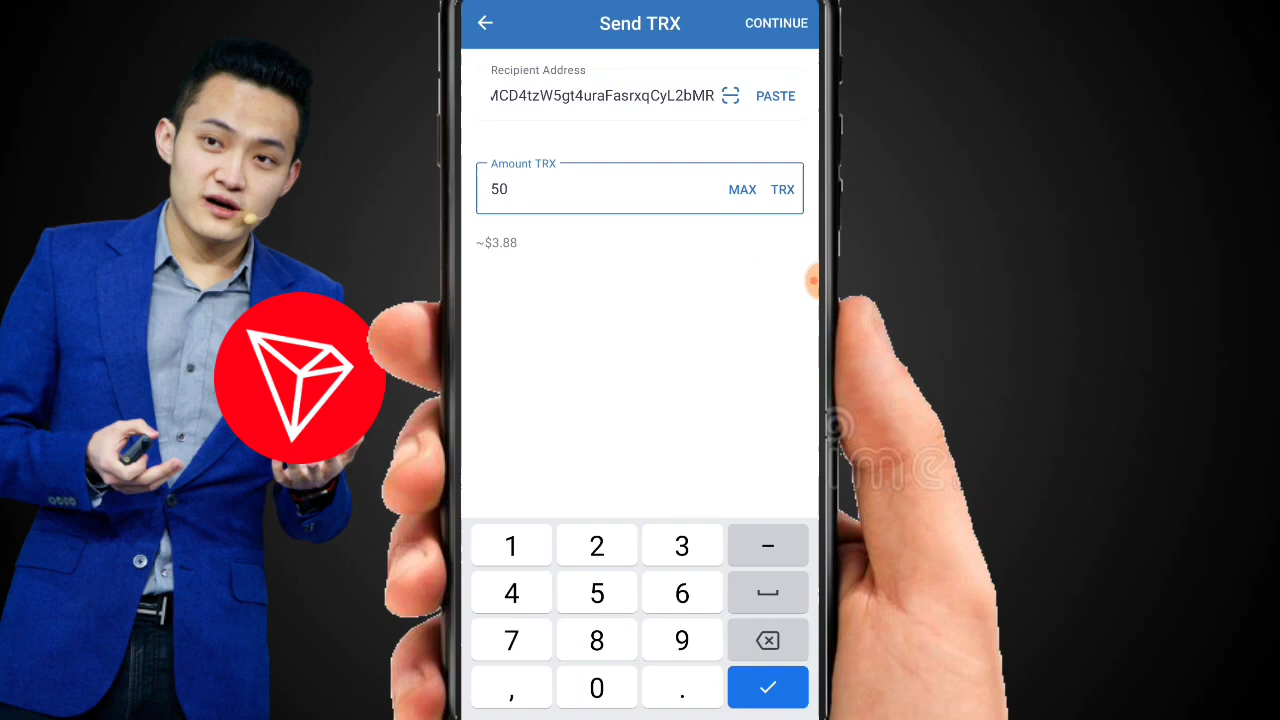 Send TRX
CONTINUE
Recipient Address
MCD4tzW5gt4uraFasrxqCyL2bMR
PASTE
Amount TRX
50
MAX
TRX
~$3.88
1 2 3 -
4 5 6
7 8 9
, 0 .